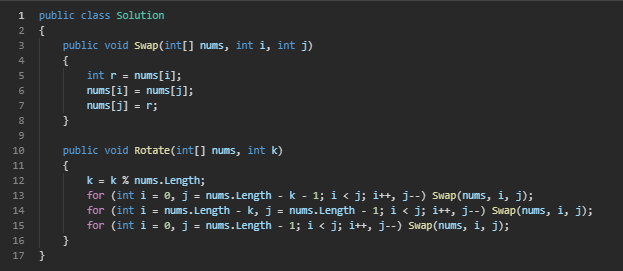 1 public class Solution
2 {
3 public void Swap(int[] nums, int i, int j)
4 {
5 int r = nums[i];
6 nums[i] = nums[j];
7 nums[j] = r;
8 }
9
10 public void Rotate(int[] nums, int k)
11 {
12 k = k % nums.Length;
13 for (int i = 0, j = nums.Length - k - 1; i < j; i++, j--) Swap(nums, i, j);
14 for (int i = nums.Length - k, j = nums.Length - 1; i < j; i++, j--) Swap(nums, i, j);
15 for (int i = 0, j = nums.Length - 1; i < j; i++, j--) Swap(nums, i, j);
16 }
17 }